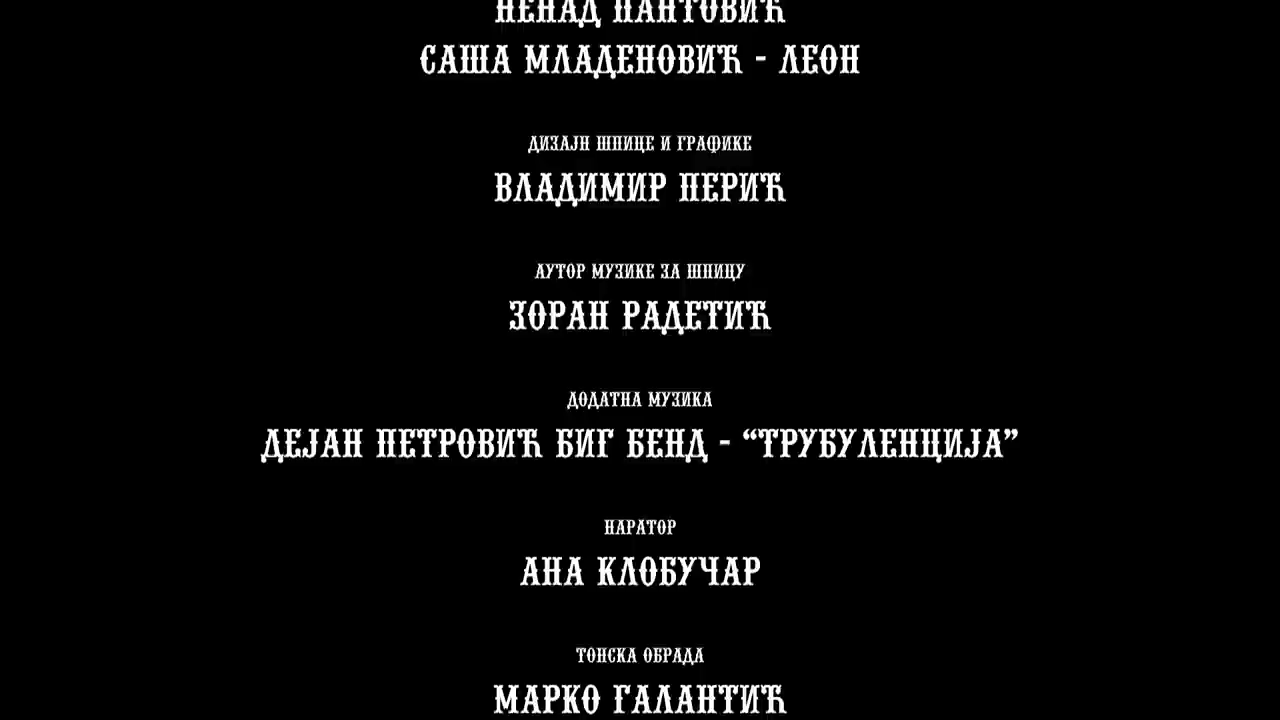 НЕНАД ПАНТОВИЋ
САША МЛАДЕНОВИЋ - ЛЕОН
ДИЗАЈН ШПИЦЕ И ГРАФИКЕ
ВЛАДИМИР ПЕРИЋ
АУТОР МУЗИКЕ ЗА ШПИЦУ
ЗОРАН РАДЕТИЋ
ДОДАТНА МУЗИКА
ДЕЈАН ПЕТРОВИЋ БИГ БЕНД - “ТРУБУЛЕНЦИЈА”
НАРАТОР
АНА КЛОБУЧАР
ТОНСКА ОБРАДА
МАРКО ГАЛАНТИЋ